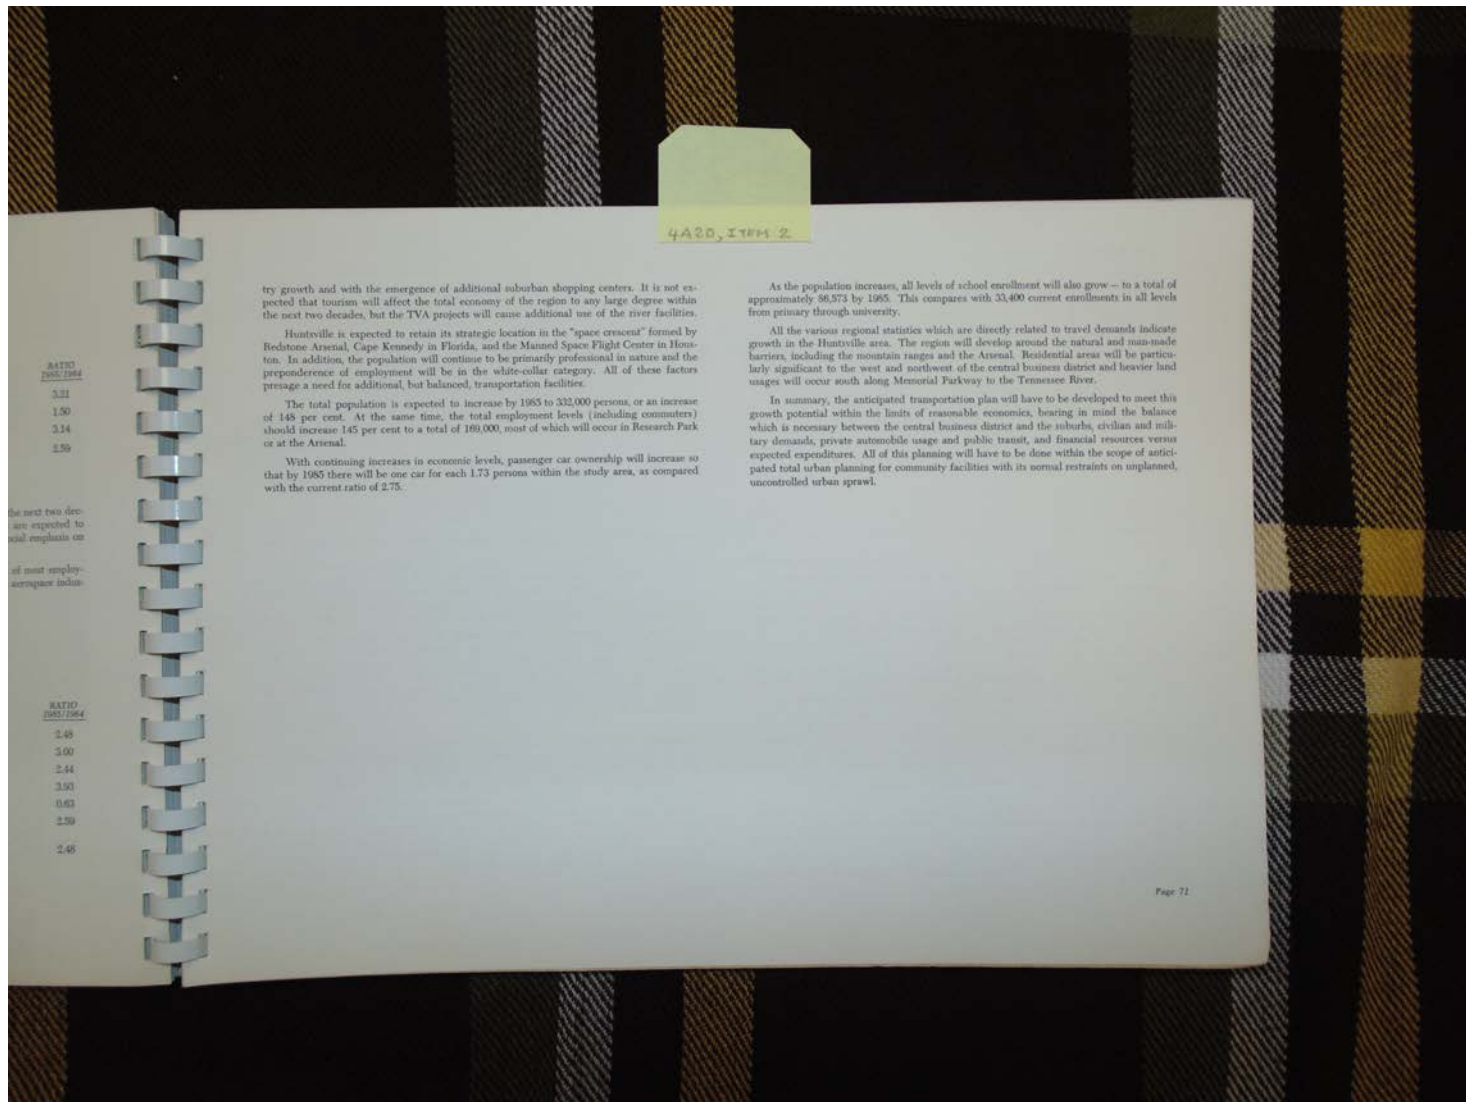 4A20, ITEM 2
RATIO
1985/1964
3.21
1.50
3.14
2.59
the next two dec-
are expected to
cial emphasis on
of most employ-
aerospace indus-
RATIO
1985/1964
2.48
3.00
2.44
3.93
0.63
2.59
2.48
try growth and with the emergence of additional suburban shopping centers. It is not ex-
pected that tourism will affect the total economy of the region to any large degree within
the next two decades, but the TVA projects will cause additional use of the river facilities.
Huntsville is expected to retain its strategic location in the "space crescent" formed by
Redstone Arsenal, Cape Kennedy in Florida, and the Manned Space Flight Center in Hous-
ton. In addition, the population will continue to be primarily professional in nature and the
preponderence of employment will be in the white-collar category. All of these factors
presage a need for additional, but balanced, transportation facilities.
The total population is expected to increase by 1985 to 332,000 persons, or an increase
of 148 per cent. At the same time, the total employment levels (including commuters)
should increase 145 per cent to a total of 169,000, most of which will occur in Research Park
or at the Arsenal.
With continuing increases in economic levels, passenger car ownership will increase so
that by 1985 there will be one car for each 1.73 persons within the study area, as compared
with the current ratio of 2.75.
As the population increases, all levels of school enrollment will also grow — to a total of
approximately 86,573 by 1985. This compares with 33,400 current enrollments in all levels
from primary through university.
All the various regional statistics which are directly related to travel demands indicate
growth in the Huntsville area. The region will develop around the natural and man-made
barriers, including the mountain ranges and the Arsenal. Residential areas will be particu-
larly significant to the west and northwest of the central business district and heavier land
usages will occur south along Memorial Parkway to the Tennessee River.
In summary, the anticipated transportation plan will have to be developed to meet this
growth potential within the limits of reasonable economics, bearing in mind the balance
which is necessary between the central business district and the suburbs, civilian and mili-
tary demands, private automobile usage and public transit, and financial resources versus
expected expenditures. All of this planning will have to be done within the scope of antici-
pated total urban planning for community facilities with its normal restraints on unplanned,
uncontrolled urban sprawl.
Page 71